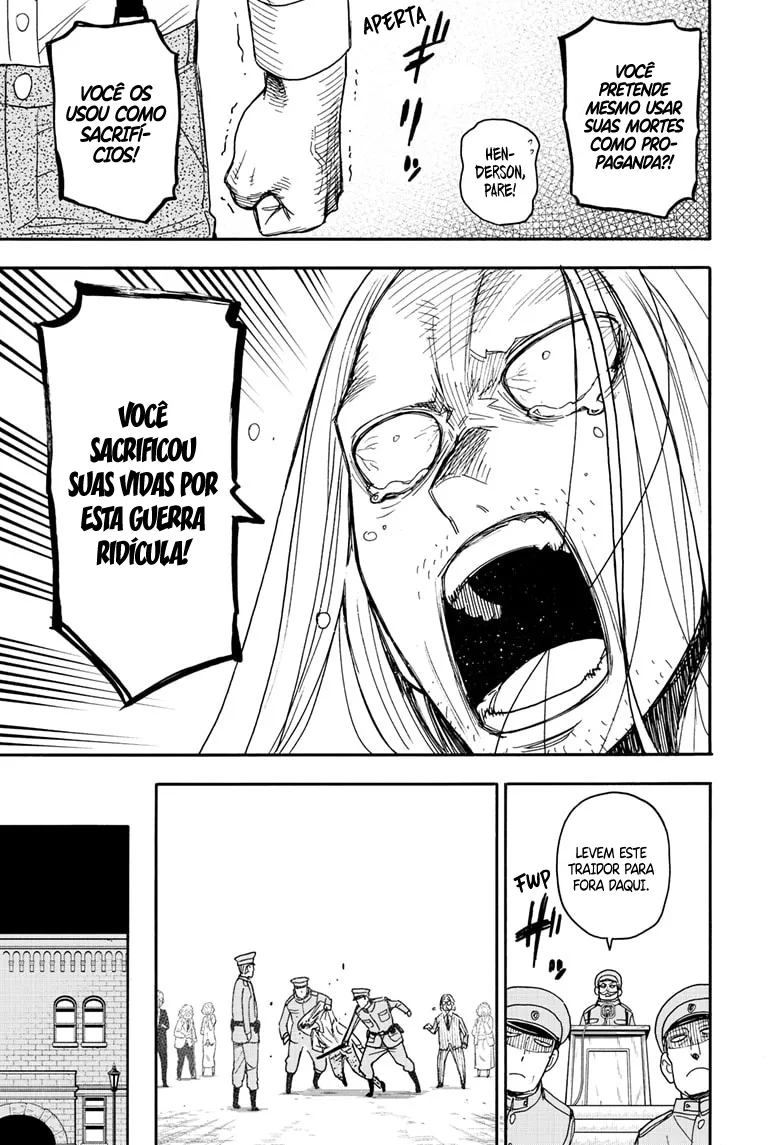 VOCÊ
PRETENDE
MESMO USAR
SUAS MORTES
COMO PRO-
PAGANDA?!
APERTA
HEN-
DERSON,
PARE!
VOCÊ OS
USOU COMO
SACRIFÍ-
CIOS!
VOCÊ
SACRIFICOU
SUAS VIDAS POR
ESTA GUERRA
RIDÍCULA!
LEVEM ESTE
TRAIDOR PARA
FORA DAQUI.
FWP